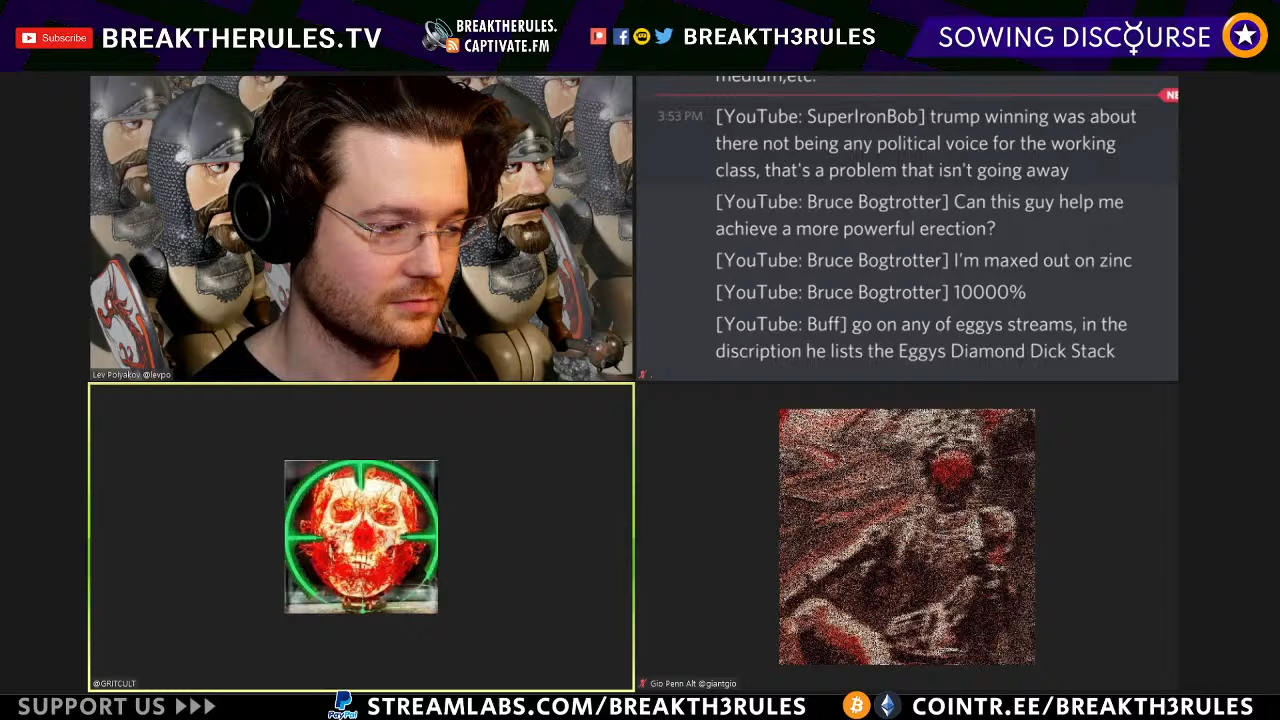 Subscribe
BREAKTHERULES.TV
BREAKTHERULES.
CAPTIVATE.FM
BREAKTH3RULES
SOWING DISCOURSE
medium,etc.
NE
3:53 PM
[YouTube: SuperIronBob] trump winning was about
there not being any political voice for the working
class, that's a problem that isn't going away
[YouTube: Bruce Bogtrotter] Can this guy help me
achieve a more powerful erection?
[YouTube: Bruce Bogtrotter] I'm maxed out on zinc
[YouTube: Bruce Bogtrotter] 10000%
[YouTube: Buff] go on any of eggys streams, in the
discription he lists the Eggys Diamond Dick Stack
Lev Polyakov @levpo
.
@GRITCULT
Gio Penn Alt @giantgio
SUPPORT US
PayPal
STREAMLABS.COM/BREAKTH3RULES
COINTR.EE/BREAKTH3RULES